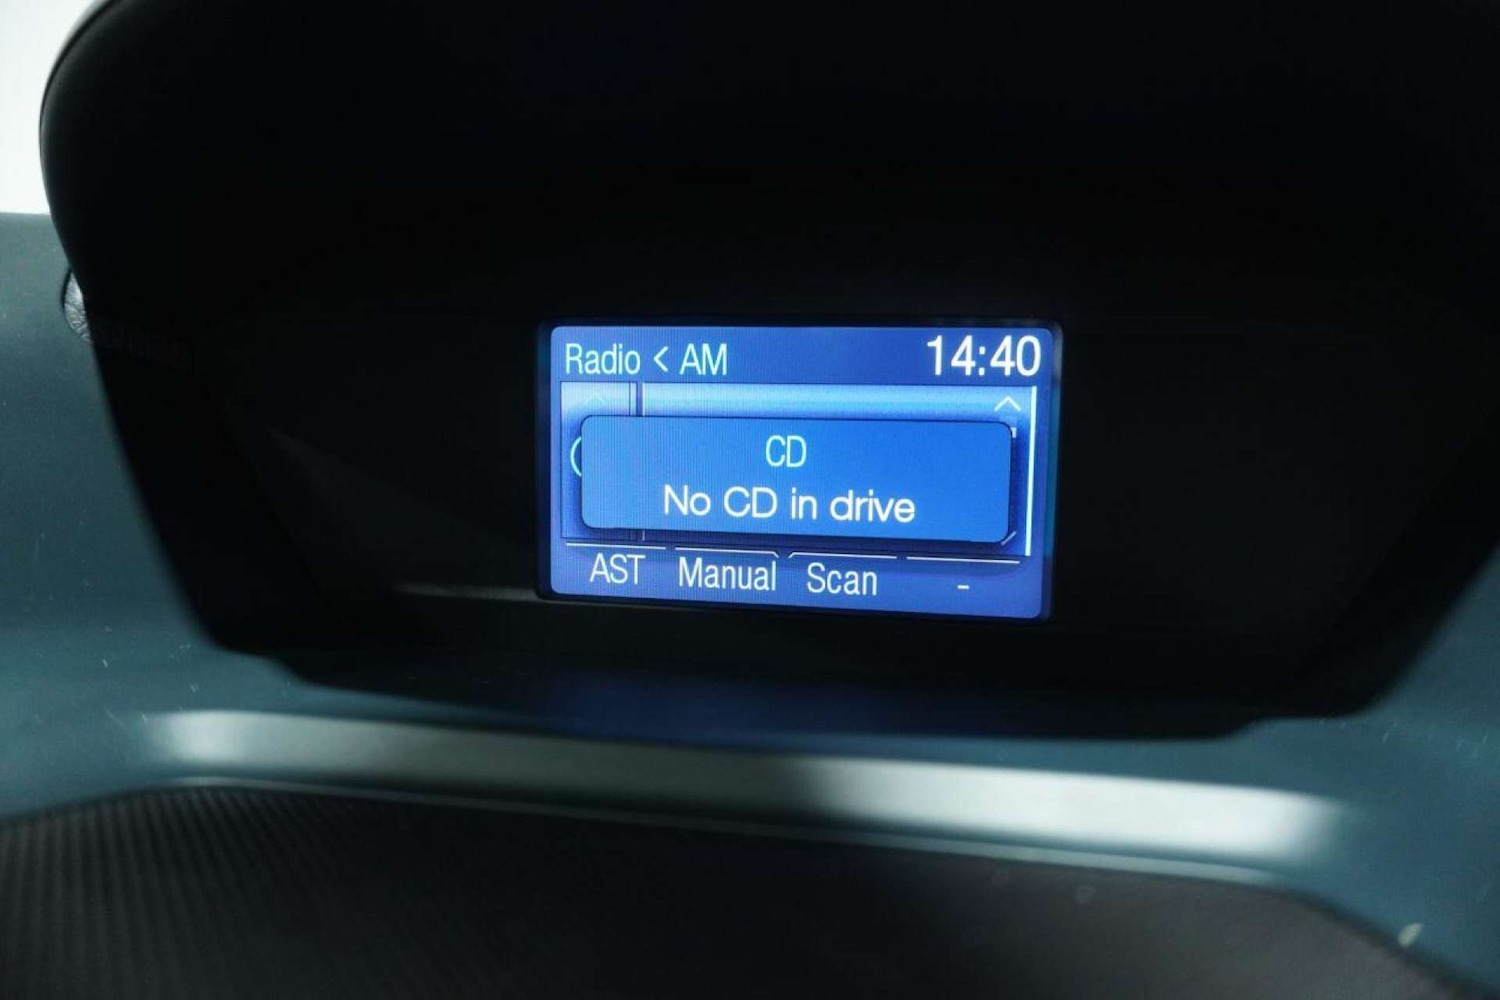 Radio < AM 14:40
CD
No CD in drive
AST Manual Scan -